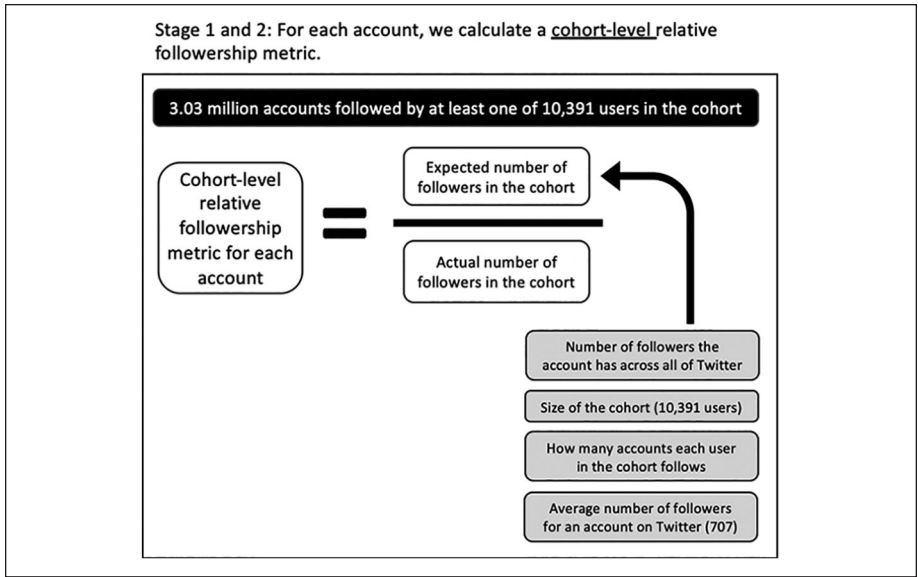 Stage 1 and 2: For each account, we calculate a cohort-level relative
followership metric.
3.03 million accounts followed by at least one of 10,391 users in the cohort
Cohort-level
relative
followership
metric for each
account
=
Expected number of
followers in the cohort
Actual number of
followers in the cohort
Number of followers the
account has across all of Twitter
Size of the cohort (10,391 users)
How many accounts each user
in the cohort follows
Average number of followers
for an account on Twitter (707)